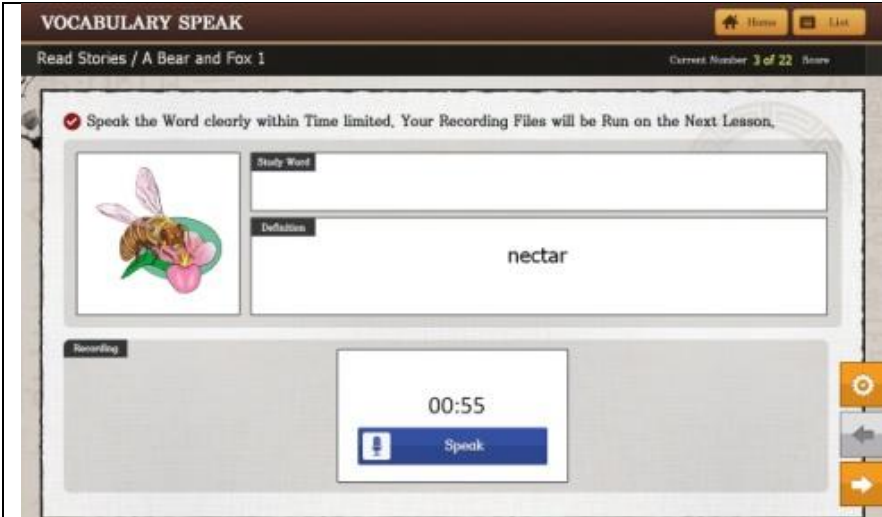 VOCABULARY SPEAK
Home
List
Read Stories / A Bear and Fox 1
Current Number 3 of 22 Score
Speak the Word clearly within Time limited, Your Recording Files will be Run on the Next Lesson,
Study Word
Definition
nectar
Recording
00:55
Speak